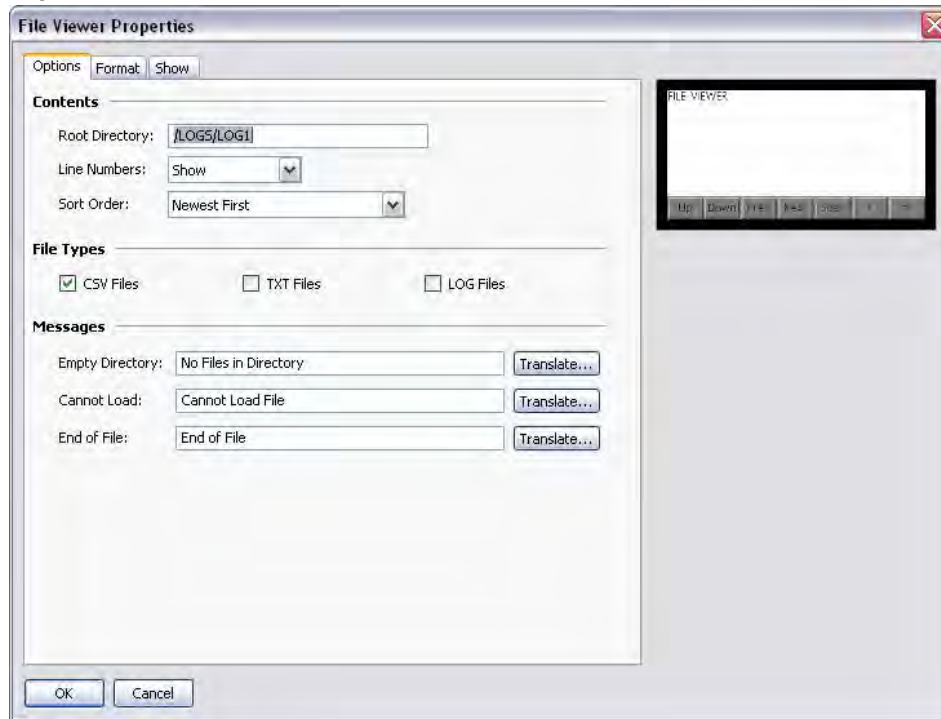 File Viewer Properties
Options Format Show
Contents
Root Directory: /LOGS/LOG1
Line Numbers: Show
Sort Order: Newest First
File Types
CSV Files TXT Files LOG Files
Messages
Empty Directory: No Files in Directory Translate...
Cannot Load: Cannot Load File Translate...
End of File: End of File Translate...
OK Cancel
FILE VIEWER
Up Down